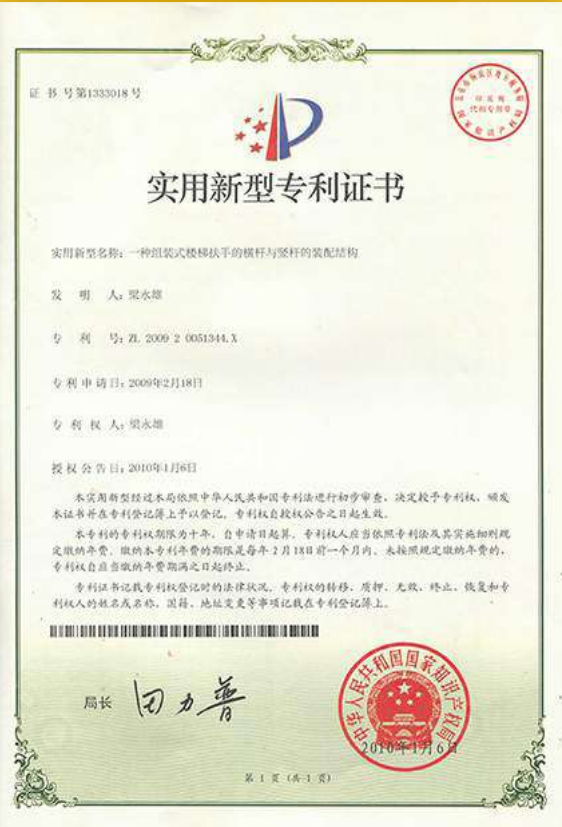 证书号第1333018号
实用新型专利证书
实用新型名称：一种组装式楼梯扶手的横杆与竖杆的装配结构
发明人：梁永雄
专利号：ZL 2009 2 0051344.X
专利申请日：2009年2月18日
专利权人：梁永雄
授权公告日：2010年1月6日
本实用新型经过本局依照中华人民共和国专利法进行初步审查，决定授予专利权，颁发
本证书并在专利登记簿上予以登记。专利权自授权公告之日起生效。
本专利的专利权期限为十年，自申请日起算。专利权人应当依照专利法及其实施细则规
定缴纳年费。缴纳本专利年费的期限是每年2月18日前一个月内。未按照规定缴纳年费的，
专利权自应当缴纳年费期满之日起终止。
专利证书记载专利权登记时的法律状况。专利权的转移、质押、无效、终止、恢复和专
利权人的姓名或名称、国籍、地址变更等事项记载在专利登记簿上。
局长
田力普
中华人民共和国国家知识产权局
2010年1月6日
第1页（共1页）